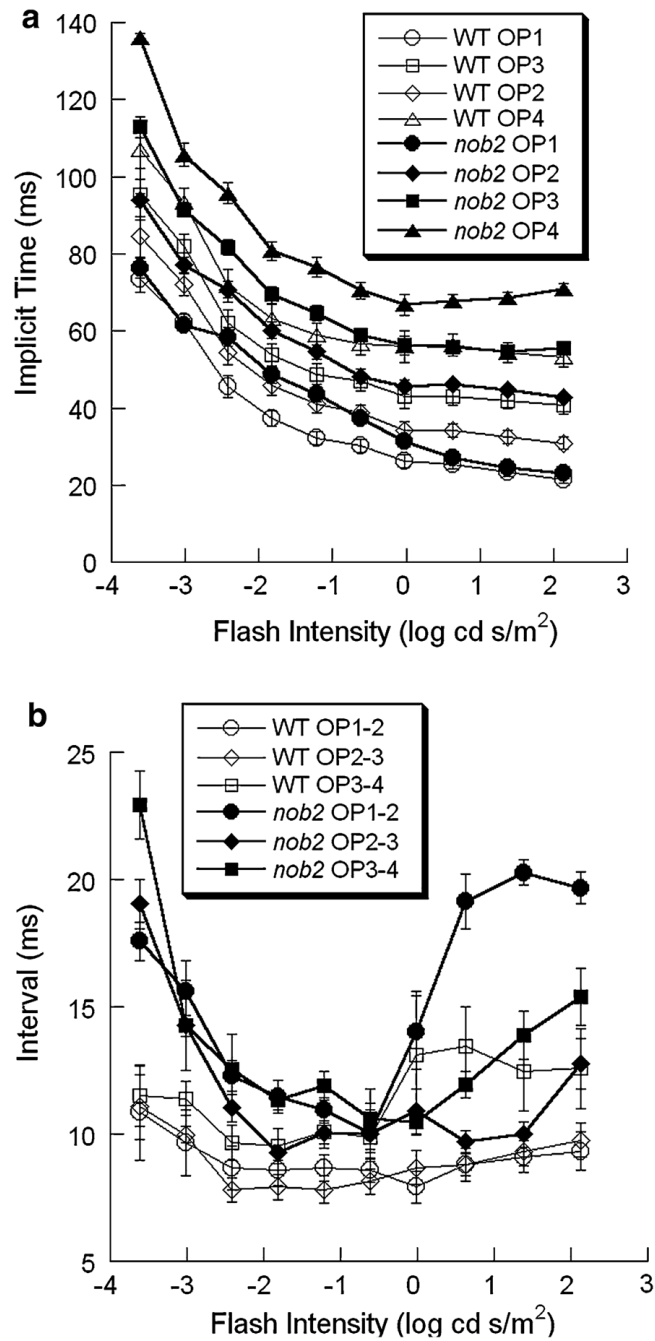 a
140
120
100
80
60
40
20
0
Implicit Time (ms)
WT OP1
WT OP3
WT OP2
WT OP4
nob2 OP1
nob2 OP2
nob2 OP3
nob2 OP4
-4 -3 -2 -1 0 1 2 3
Flash Intensity (log cd s/m²)
b
25
20
15
10
5
Interval (ms)
WT OP1-2
WT OP2-3
WT OP3-4
nob2 OP1-2
nob2 OP2-3
nob2 OP3-4
-4 -3 -2 -1 0 1 2 3
Flash Intensity (log cd s/m²)